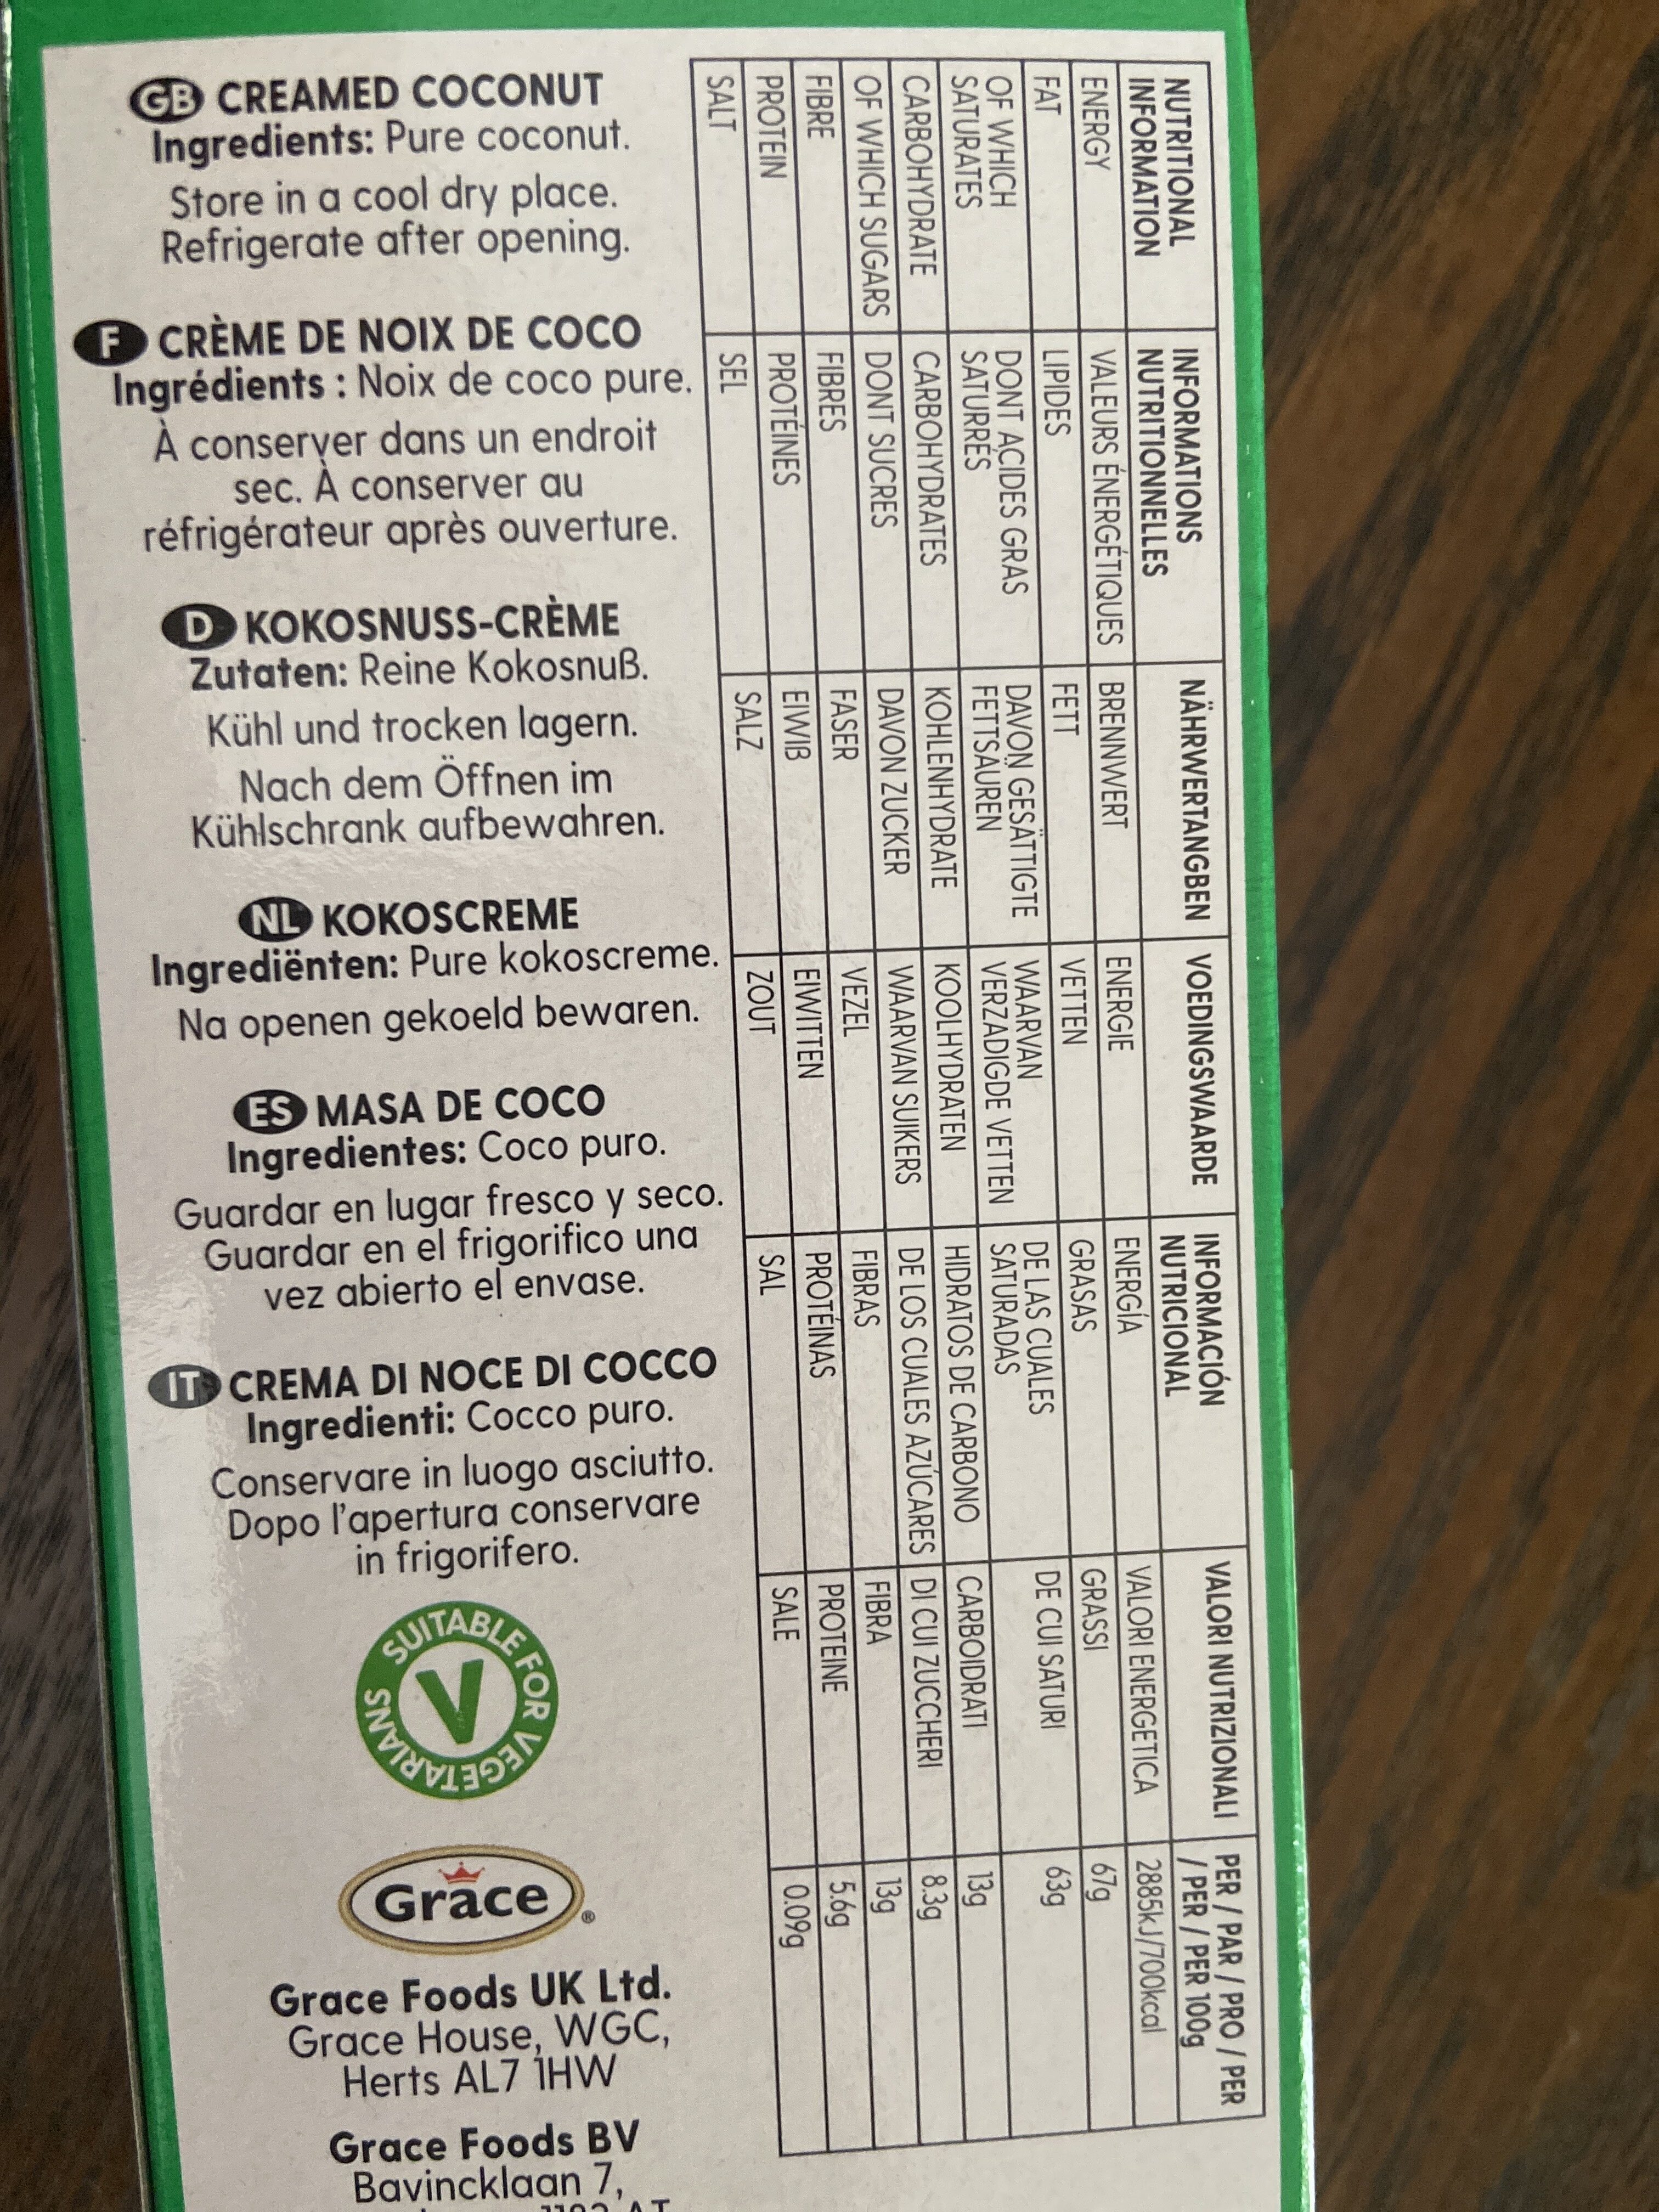 GB CREAMED COCONUT
Ingredients: Pure coconut.
Store in a cool dry place.
Refrigerate after opening.
F CRÈME DE NOIX DE COCO
Ingrédients : Noix de coco pure.
À conserver dans un endroit
sec. À conserver au
réfrigérateur après ouverture.
D KOKOSNUSS-CRÈME
Zutaten: Reine Kokosnuß.
Kühl und trocken lagern.
Nach dem Öffnen im
Kühlschrank aufbewahren.
NL KOKOSCREME
Ingrediënten: Pure kokoscreme.
Na openen gekoeld bewaren.
ES MASA DE COCO
Ingredientes: Coco puro.
Guardar en lugar fresco y seco.
Guardar en el frigorifico una
vez abierto el envase.
IT CREMA DI NOCE DI COCCO
Ingredienti: Cocco puro.
Conservare in luogo asciutto.
Dopo l'apertura conservare
in frigorifero.
SUITABLE FOR VEGETARIANS
V
Grace®
Grace Foods UK Ltd.
Grace House, WGC,
Herts AL7 1HW
Grace Foods BV
Bavincklaan 7,
NUTRITIONAL INFORMATION INFORMATIONS NUTRITIONNELLES NÄHRWERTANGBEN VOEDINGSWAARDE INFORMACIÓN NUTRICIONAL VALORI NUTRIZIONALI PER / PAR / PRO / PER / PER / PER 100g
ENERGY VALEURS ÉNERGÉTIQUES BRENNWERT ENERGIE ENERGÍA VALORI ENERGETICA 2885kJ/700kcal
FAT LIPIDES FETT VETTEN GRASAS GRASSI 67g
OF WHICH SATURATES DONT ACIDES GRAS SATURRÉS DAVON GESÄTTIGTE FETTSÄUREN WAARVAN VERZADIGDE VETTEN DE LAS CUALES SATURADAS DE CUI SATURI 63g
CARBOHYDRATE CARBOHYDRATES KOHLENHYDRATE KOOLHYDRATEN HIDRATOS DE CARBONO CARBOIDRATI 13g
OF WHICH SUGARS DONT SUCRES DAVON ZUCKER WAARVAN SUIKERS DE LOS CUALES AZÚCARES DI CUI ZUCCHERI 8.3g
FIBRE FIBRES FASER VEZEL FIBRAS FIBRA 13g
PROTEIN PROTÉINES EIWIß EIWITTEN PROTEÍNAS PROTEINE 5.6g
SALT SEL SALZ ZOUT SAL SALE 0.09g